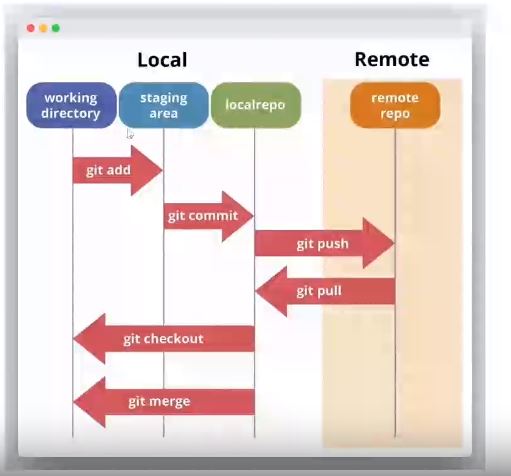 Local
Remote
working
directory
staging
area
localrepo
remote
repo
git add
git commit
git push
git pull
git checkout
git merge